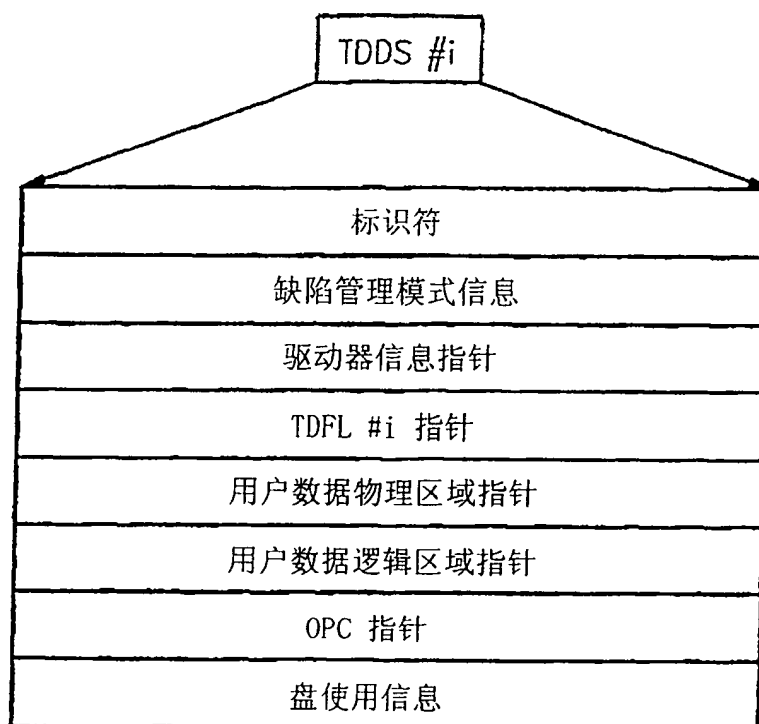 TDDS #i
标识符
缺陷管理模式信息
驱动器信息指针
TDFL #i 指针
用户数据物理区域指针
用户数据逻辑区域指针
OPC 指针
盘使用信息